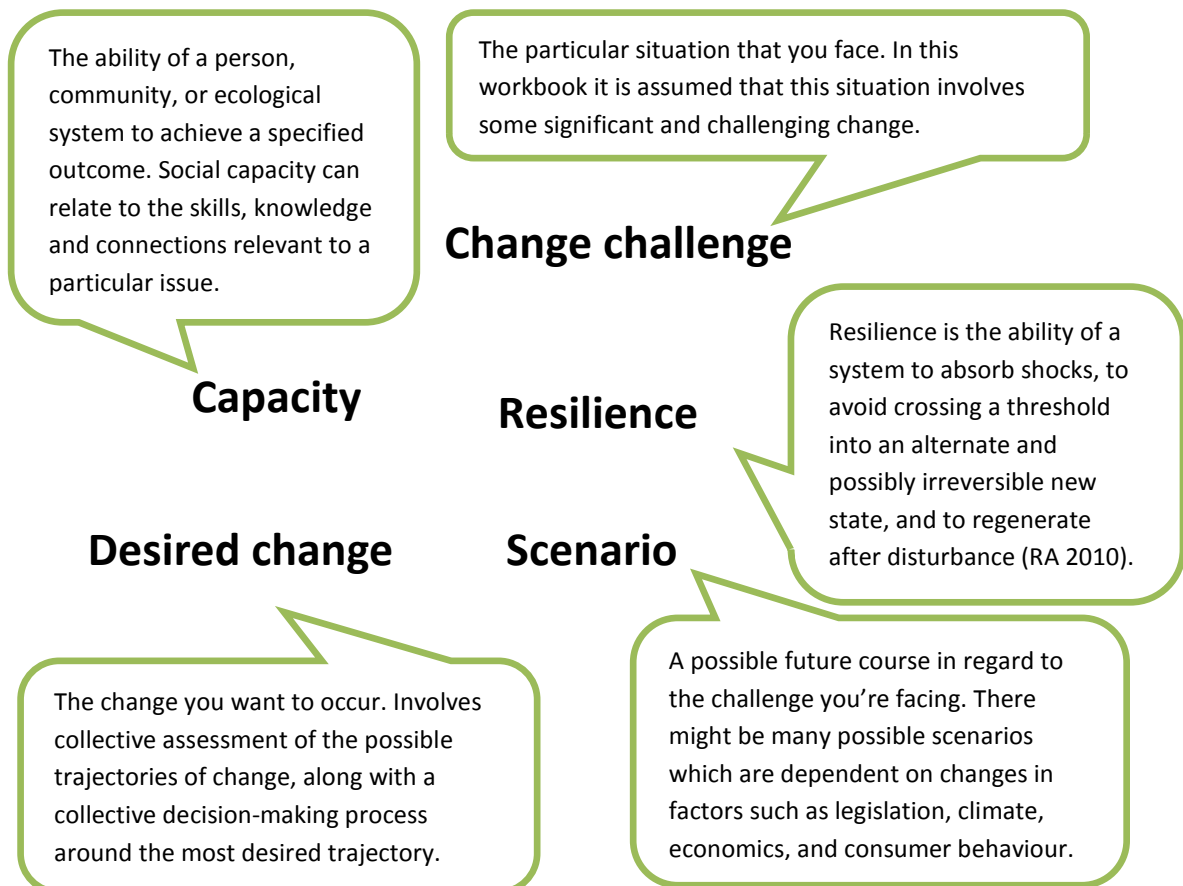 The ability of a person,
community, or ecological
system to achieve a specified
outcome. Social capacity can
relate to the skills, knowledge
and connections relevant to a
particular issue.
Capacity
The particular situation that you face. In this
workbook it is assumed that this situation involves
some significant and challenging change.
Change challenge
Resilience
Resilience is the ability of a
system to absorb shocks, to
avoid crossing a threshold
into an alternate and
possibly irreversible new
state, and to regenerate
after disturbance (RA 2010).
Desired change
The change you want to occur. Involves
collective assessment of the possible
trajectories of change, along with a
collective decision-making process
around the most desired trajectory.
Scenario
A possible future course in regard to
the challenge you’re facing. There
might be many possible scenarios
which are dependent on changes in
factors such as legislation, climate,
economics, and consumer behaviour.